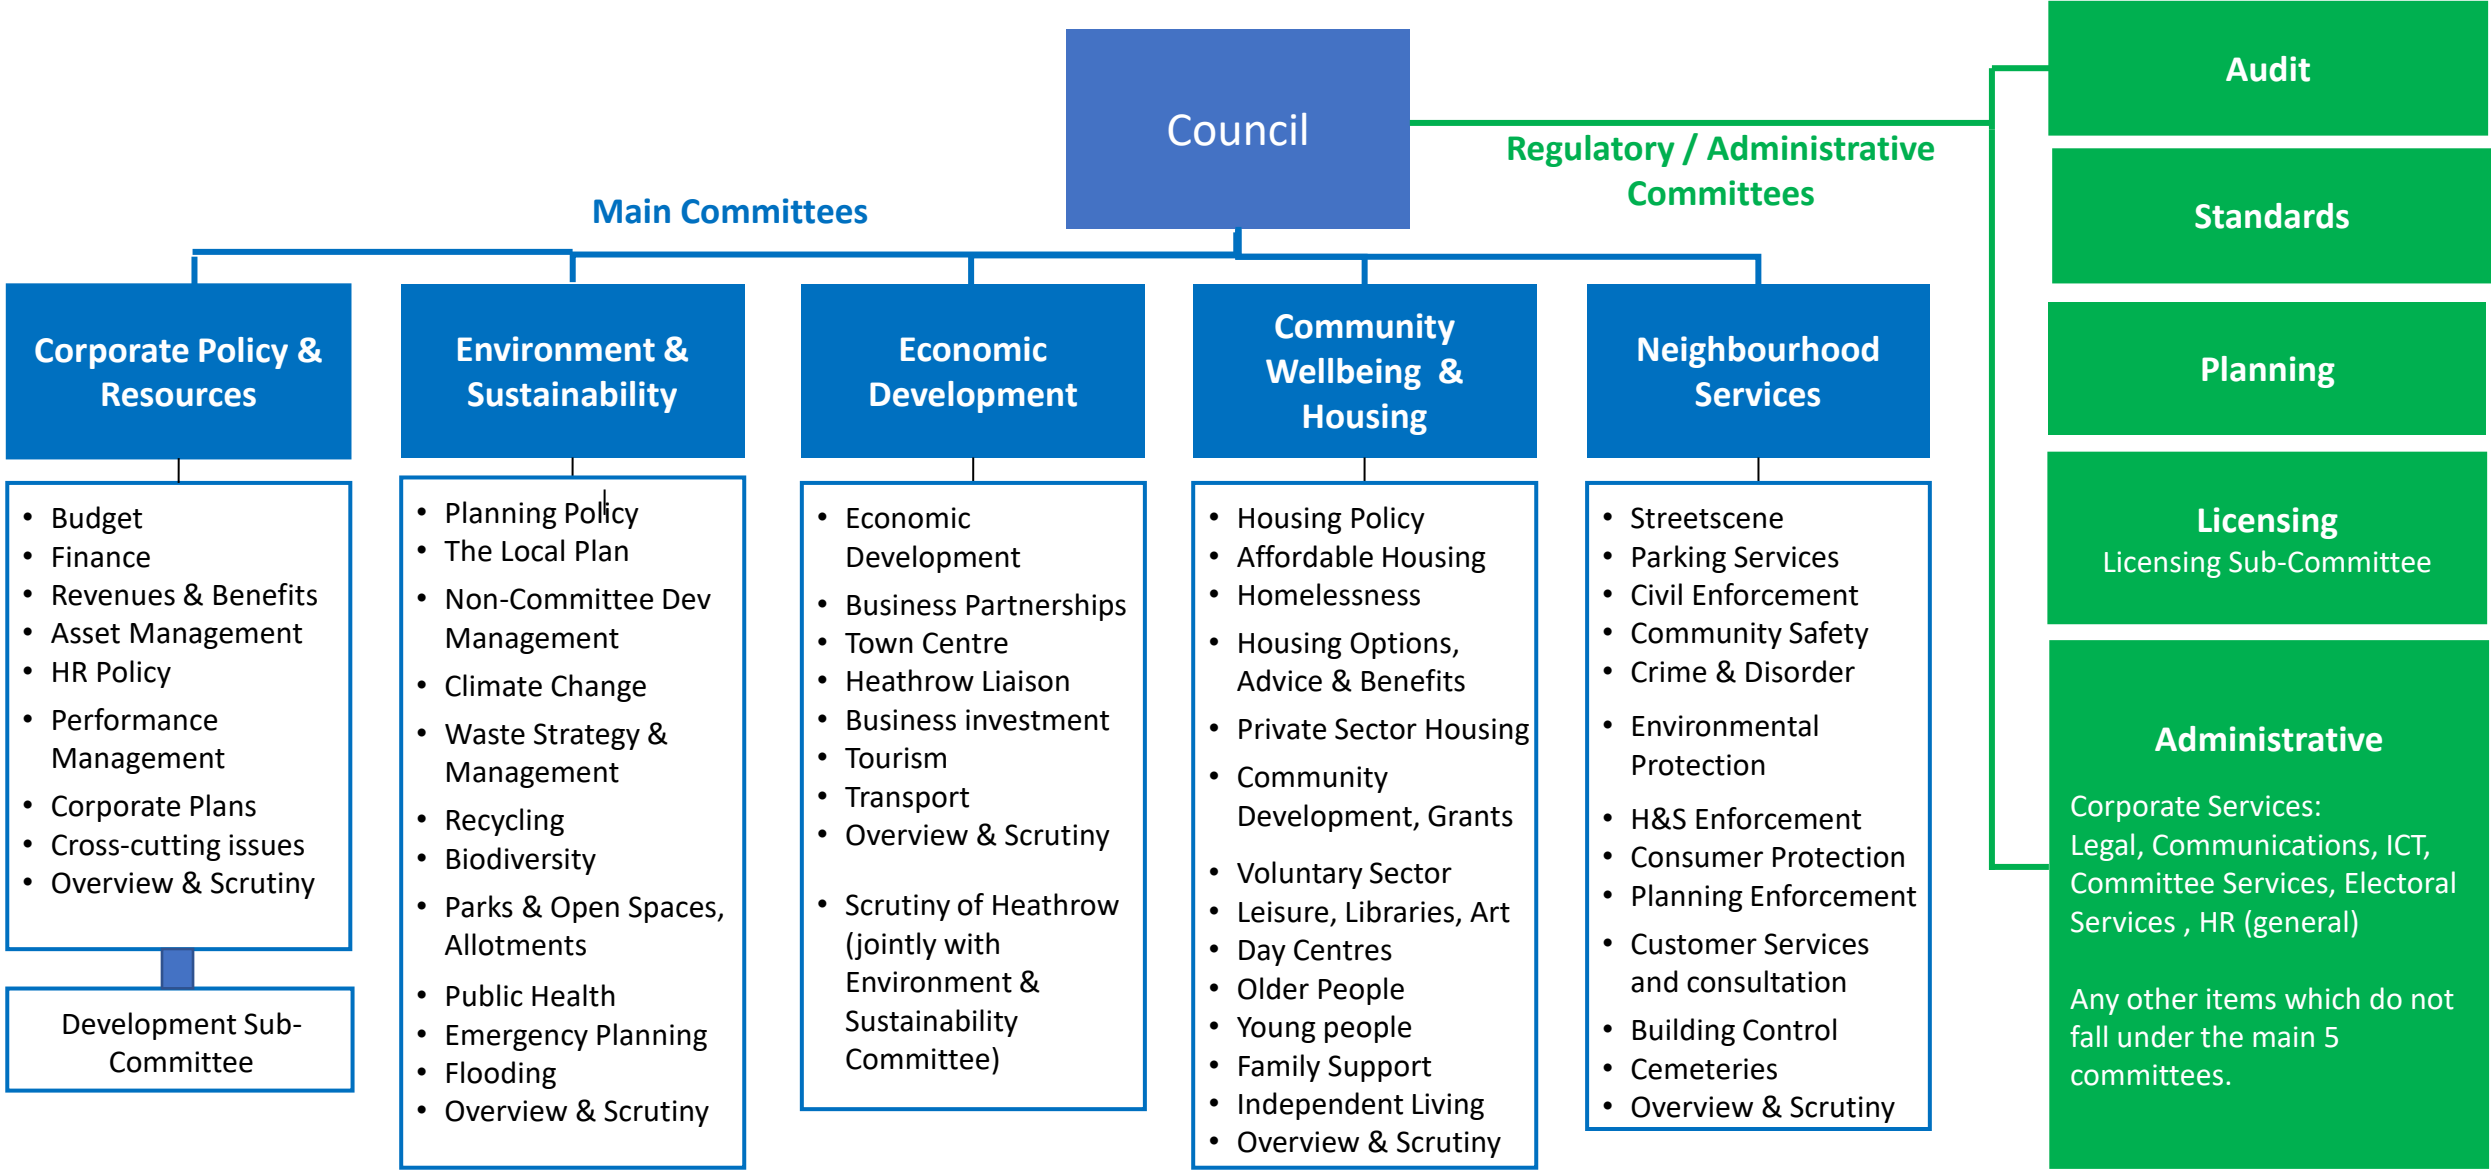 Council
Main Committees
Regulatory / Administrative
Committees
Corporate Policy &
Resources
• Budget
• Finance
• Revenues & Benefits
• Asset Management
• HR Policy
• Performance
Management
• Corporate Plans
• Cross-cutting issues
• Overview & Scrutiny
Development Sub-
Committee
Environment &
Sustainability
• Planning Policy
• The Local Plan
• Non-Committee Dev
Management
• Climate Change
• Waste Strategy &
Management
• Recycling
• Biodiversity
• Parks & Open Spaces,
Allotments
• Public Health
• Emergency Planning
• Flooding
• Overview & Scrutiny
Economic
Development
• Economic
Development
• Business Partnerships
• Town Centre
• Heathrow Liaison
• Business investment
• Tourism
• Transport
• Overview & Scrutiny
• Scrutiny of Heathrow
(jointly with
Environment &
Sustainability
Committee)
Community
Wellbeing & 
Housing
• Housing Policy
• Affordable Housing
• Homelessness
• Housing Options,
Advice & Benefits
• Private Sector Housing
• Community
Development, Grants
• Voluntary Sector
• Leisure, Libraries, Art
• Day Centres
• Older People
• Young people
• Family Support
• Independent Living
• Overview & Scrutiny
Neighbourhood
Services
• Streetscene
• Parking Services
• Civil Enforcement
• Community Safety
• Crime & Disorder
• Environmental
Protection
• H&S Enforcement
• Consumer Protection
• Planning Enforcement
• Customer Services
and consultation
• Building Control
• Cemeteries
• Overview & Scrutiny
Audit
Standards
Planning
Licensing
Licensing Sub-Committee
Administrative
Corporate Services:
Legal, Communications, ICT,
Committee Services, Electoral
Services , HR (general)
Any other items which do not
fall under the main 5
committees.